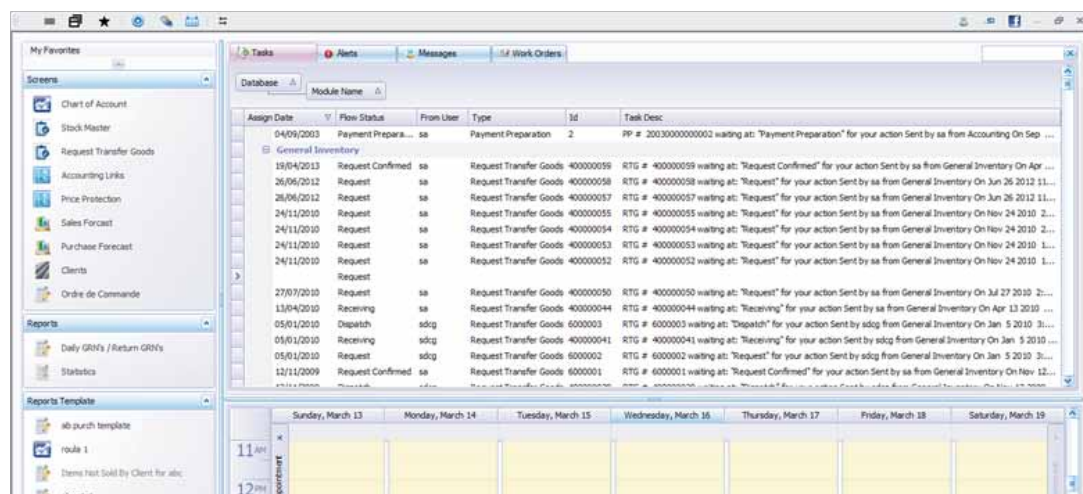 My Favorites
Screens
Chart of Account
Stock Master
Request Transfer Goods
Accounting Links
Price Protection
Sales Forcast
Purchase Forecast
Clients
Ordre de Commande
Reports
Daily GRN's / Return GRN's
Statistics
Reports Template
ab purch template
roula 1
Items Not Sold By Client for abc
Tasks Alerts Messages Work Orders
Database
Module Name
Assign Date Flow Status From User Type Id Task Desc
04/09/2003 Payment Prepara... sa Payment Preparation 2 PP # 20030000000002 waiting at: "Payment Preparation" for your action Sent by sa from Accounting On Sep ...
General Inventory
19/04/2013 Request Confirmed sa Request Transfer Goods 400000059 RTG # 400000059 waiting at: "Request Confirmed" for your action Sent by sa from General Inventory On Apr ...
26/06/2012 Request sa Request Transfer Goods 400000058 RTG # 400000058 waiting at: "Request" for your action Sent by sa from General Inventory On Jun 26 2012 11...
26/06/2012 Request sa Request Transfer Goods 400000057 RTG # 400000057 waiting at: "Request" for your action Sent by sa from General Inventory On Jun 26 2012 11...
24/11/2010 Request sa Request Transfer Goods 400000055 RTG # 400000055 waiting at: "Request" for your action Sent by sa from General Inventory On Nov 24 2010 2...
24/11/2010 Request sa Request Transfer Goods 400000054 RTG # 400000054 waiting at: "Request" for your action Sent by sa from General Inventory On Nov 24 2010 2...
24/11/2010 Request sa Request Transfer Goods 400000053 RTG # 400000053 waiting at: "Request" for your action Sent by sa from General Inventory On Nov 24 2010 1...
24/11/2010 Request sa Request Transfer Goods 400000052 RTG # 400000052 waiting at: "Request" for your action Sent by sa from General Inventory On Nov 24 2010 1...
Request
27/07/2010 Request sa Request Transfer Goods 400000050 RTG # 400000050 waiting at: "Request" for your action Sent by sa from General Inventory On Jul 27 2010 2:...
13/04/2010 Receiving sa Request Transfer Goods 400000044 RTG # 400000044 waiting at: "Receiving" for your action Sent by sa from General Inventory On Apr 13 2010 ...
05/01/2010 Dispatch sdcg Request Transfer Goods 6000003 RTG # 6000003 waiting at: "Dispatch" for your action Sent by sdcg from General Inventory On Jan 5 2010 3:...
05/01/2010 Receiving sdcg Request Transfer Goods 400000041 RTG # 400000041 waiting at: "Receiving" for your action Sent by sdcg from General Inventory On Jan 5 2010 ...
05/01/2010 Request sdcg Request Transfer Goods 6000002 RTG # 6000002 waiting at: "Request" for your action Sent by sdcg from General Inventory On Jan 5 2010 3:...
12/11/2009 Request Confirmed sa Request Transfer Goods 6000001 RTG # 6000001 waiting at: "Request Confirmed" for your action Sent by sa from General Inventory On Nov 12...
Sunday, March 13 Monday, March 14 Tuesday, March 15 Wednesday, March 16 Thursday, March 17 Friday, March 18 Saturday, March 19
11 AM
12 PM